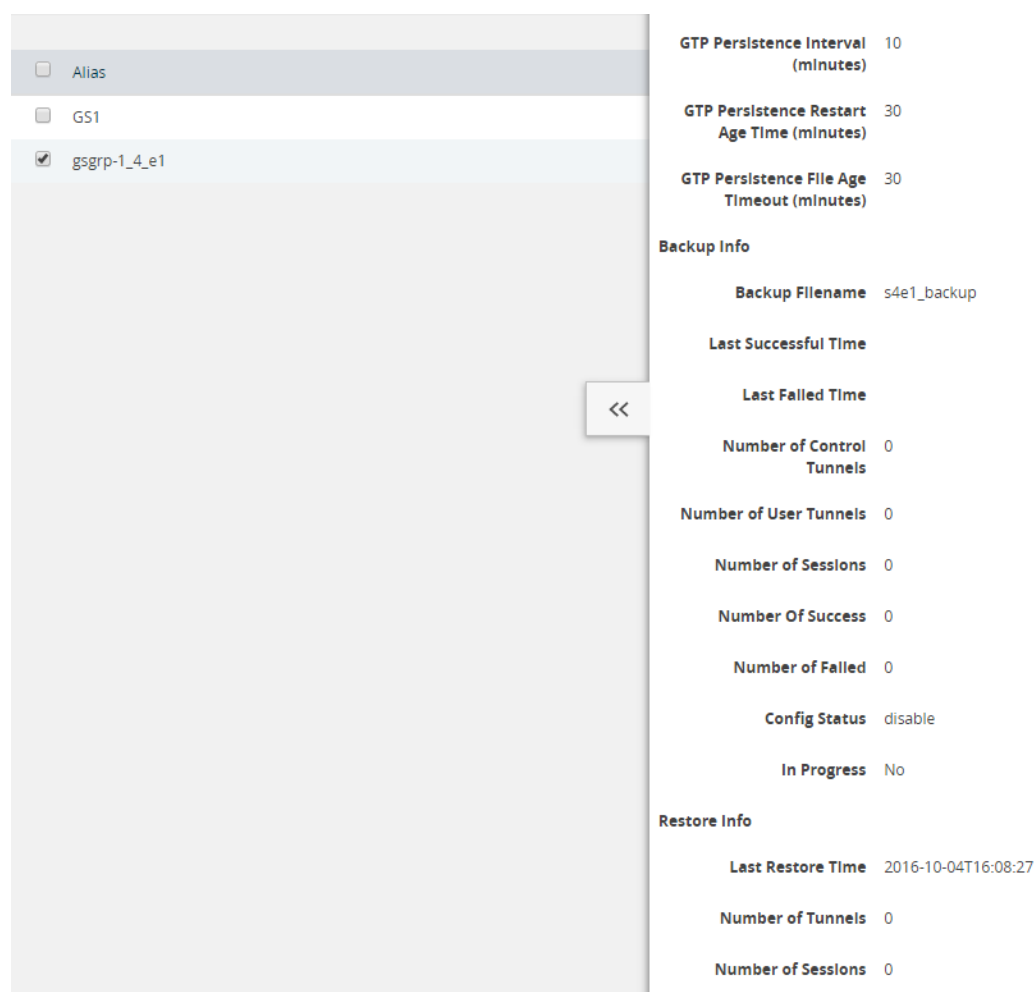 Alias
GS1
gsgrp-1_4_e1
<<
GTP Persistence Interval 10
(minutes)
GTP Persistence Restart 30
Age Time (minutes)
GTP Persistence File Age 30
Timeout (minutes)
Backup Info
Backup Filename s4e1_backup
Last Successful Time
Last Failed Time
Number of Control 0
Tunnels
Number of User Tunnels 0
Number of Sessions 0
Number Of Success 0
Number of Failed 0
Config Status disable
In Progress No
Restore Info
Last Restore Time 2016-10-04T16:08:27
Number of Tunnels 0
Number of Sessions 0